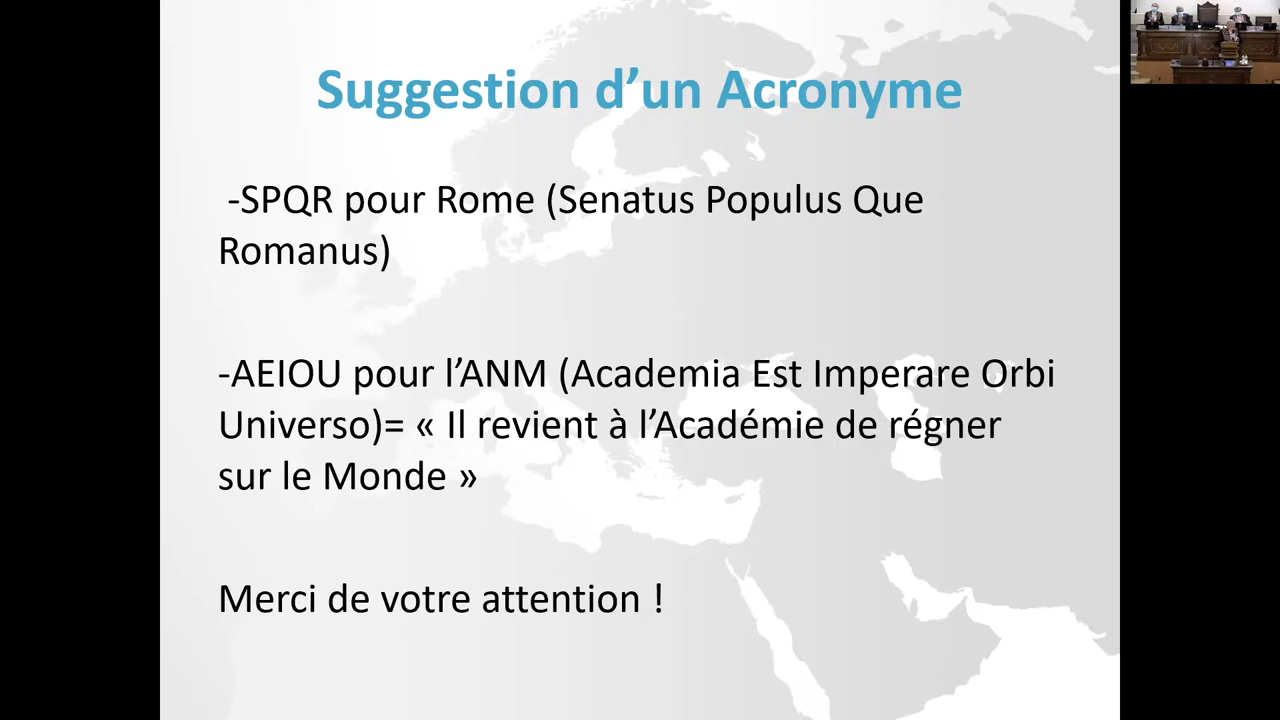 Suggestion d’un Acronyme
-SPQR pour Rome (Senatus Populus Que
Romanus)
-AEIOU pour l’ANM (Academia Est Imperare Orbi
Universo)= « Il revient à l’Académie de régner
sur le Monde »
Merci de votre attention !